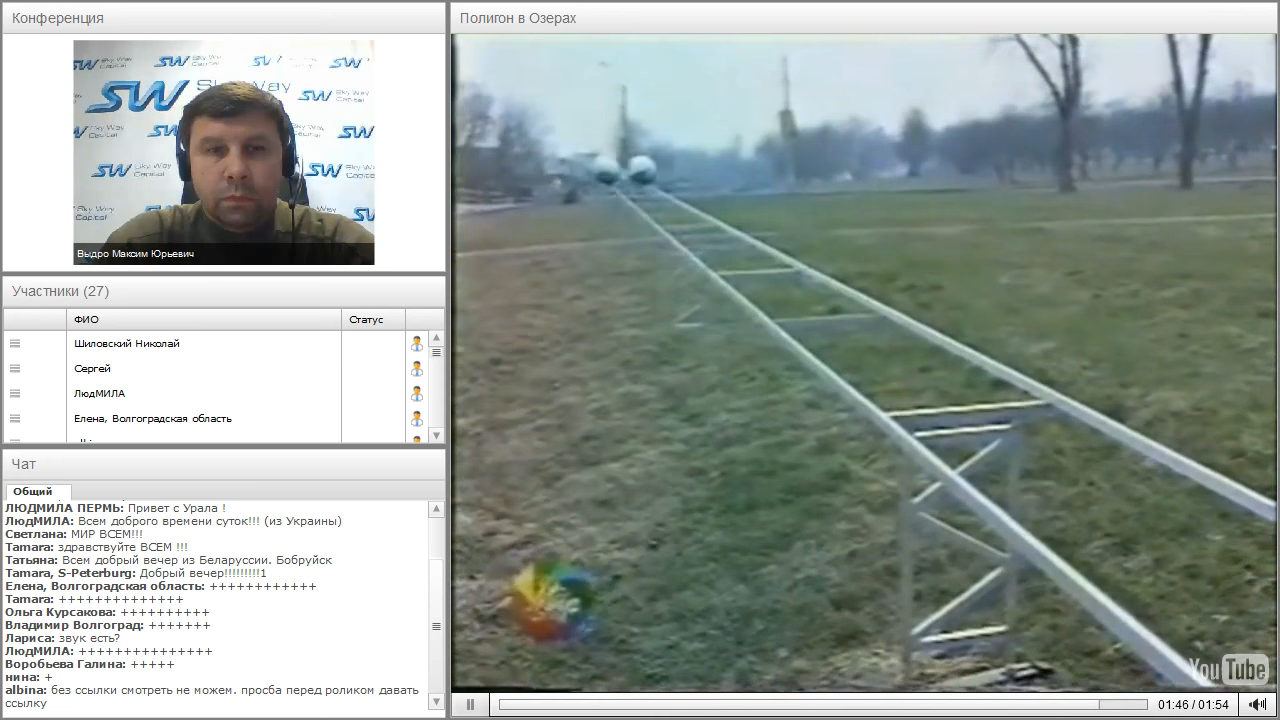 Конференция
SW SkyWay
Sky Way Capital
Выдро Максим Юрьевич
Участники (27)
ФИО Статус
Шиловский Николай
Сергей
ЛюдМИЛА
Елена, Волгоградская область
Чат
Общий
ЛЮДМИЛА ПЕРМЬ: Привет с Урала !
ЛюдМИЛА: Всем доброго времени суток!!! (из Украины)
Светлана: МИР ВСЕМ!!!
Tamara: здравствуйте ВСЕМ !!!
Татьяна: Всем добрый вечер из Беларуссии. Бобруйск
Tamara, S-Peterburg: Добрый вечер!!!!!!!!!1
Елена, Волгоградская область: ++++++++++++
Tamara: ++++++++++++++
Ольга Курсакова: ++++++++++
Владимир Волгоград: +++++++
Лариса: звук есть?
ЛюдМИЛА: +++++++++++++++
Воробьева Галина: +++++
нина: +
albina: без ссылки смотреть не можем. просба перед роликом давать
ссылку
Полигон в Озерах
YouTube
01:46 / 01:54